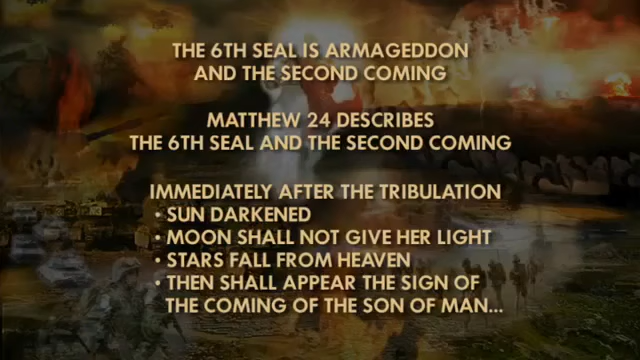 THE 6TH SEAL IS ARMAGEDDON
AND THE SECOND COMING
MATTHEW 24 DESCRIBES
THE 6TH SEAL AND THE SECOND COMING
IMMEDIATELY AFTER THE TRIBULATION
• SUN DARKENED
• MOON SHALL NOT GIVE HER LIGHT
• STARS FALL FROM HEAVEN
• THEN SHALL APPEAR THE SIGN OF
THE COMING OF THE SON OF MAN...